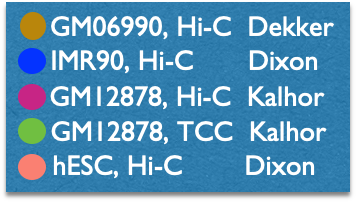 GM06990, Hi-C Dekker
IMR90, Hi-C Dixon
GM12878, Hi-C Kalhor
GM12878, TCC Kalhor
hESC, Hi-C Dixon